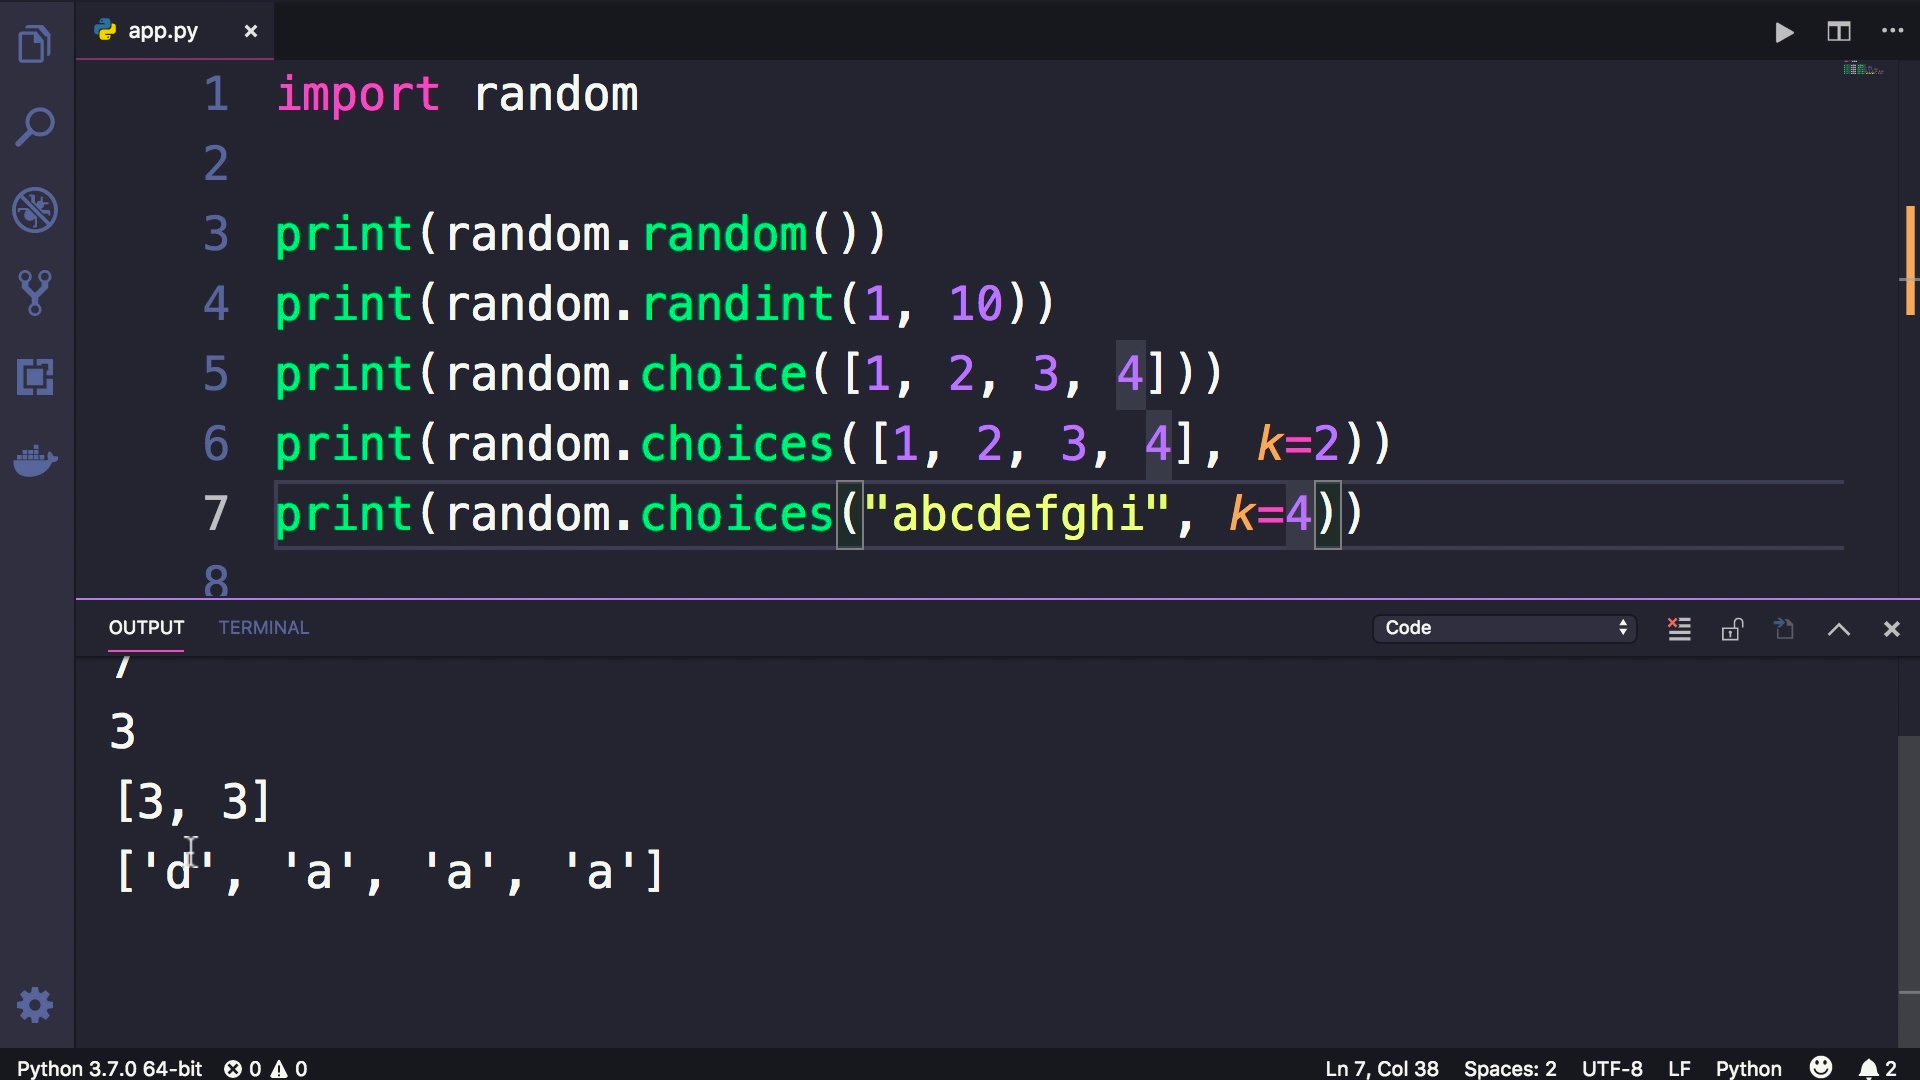 app.py
1 import random
2
3 print(random.random())
4 print(random.randint(1, 10))
5 print(random.choice([1, 2, 3, 4]))
6 print(random.choices([1, 2, 3, 4], k=2))
7 print(random.choices("abcdefghi", k=4))
8
OUTPUT TERMINAL Code
7
3
[3, 3]
['d', 'a', 'a', 'a']
Python 3.7.0 64-bit 0 0 Ln 7, Col 38 Spaces: 2 UTF-8 LF Python 2